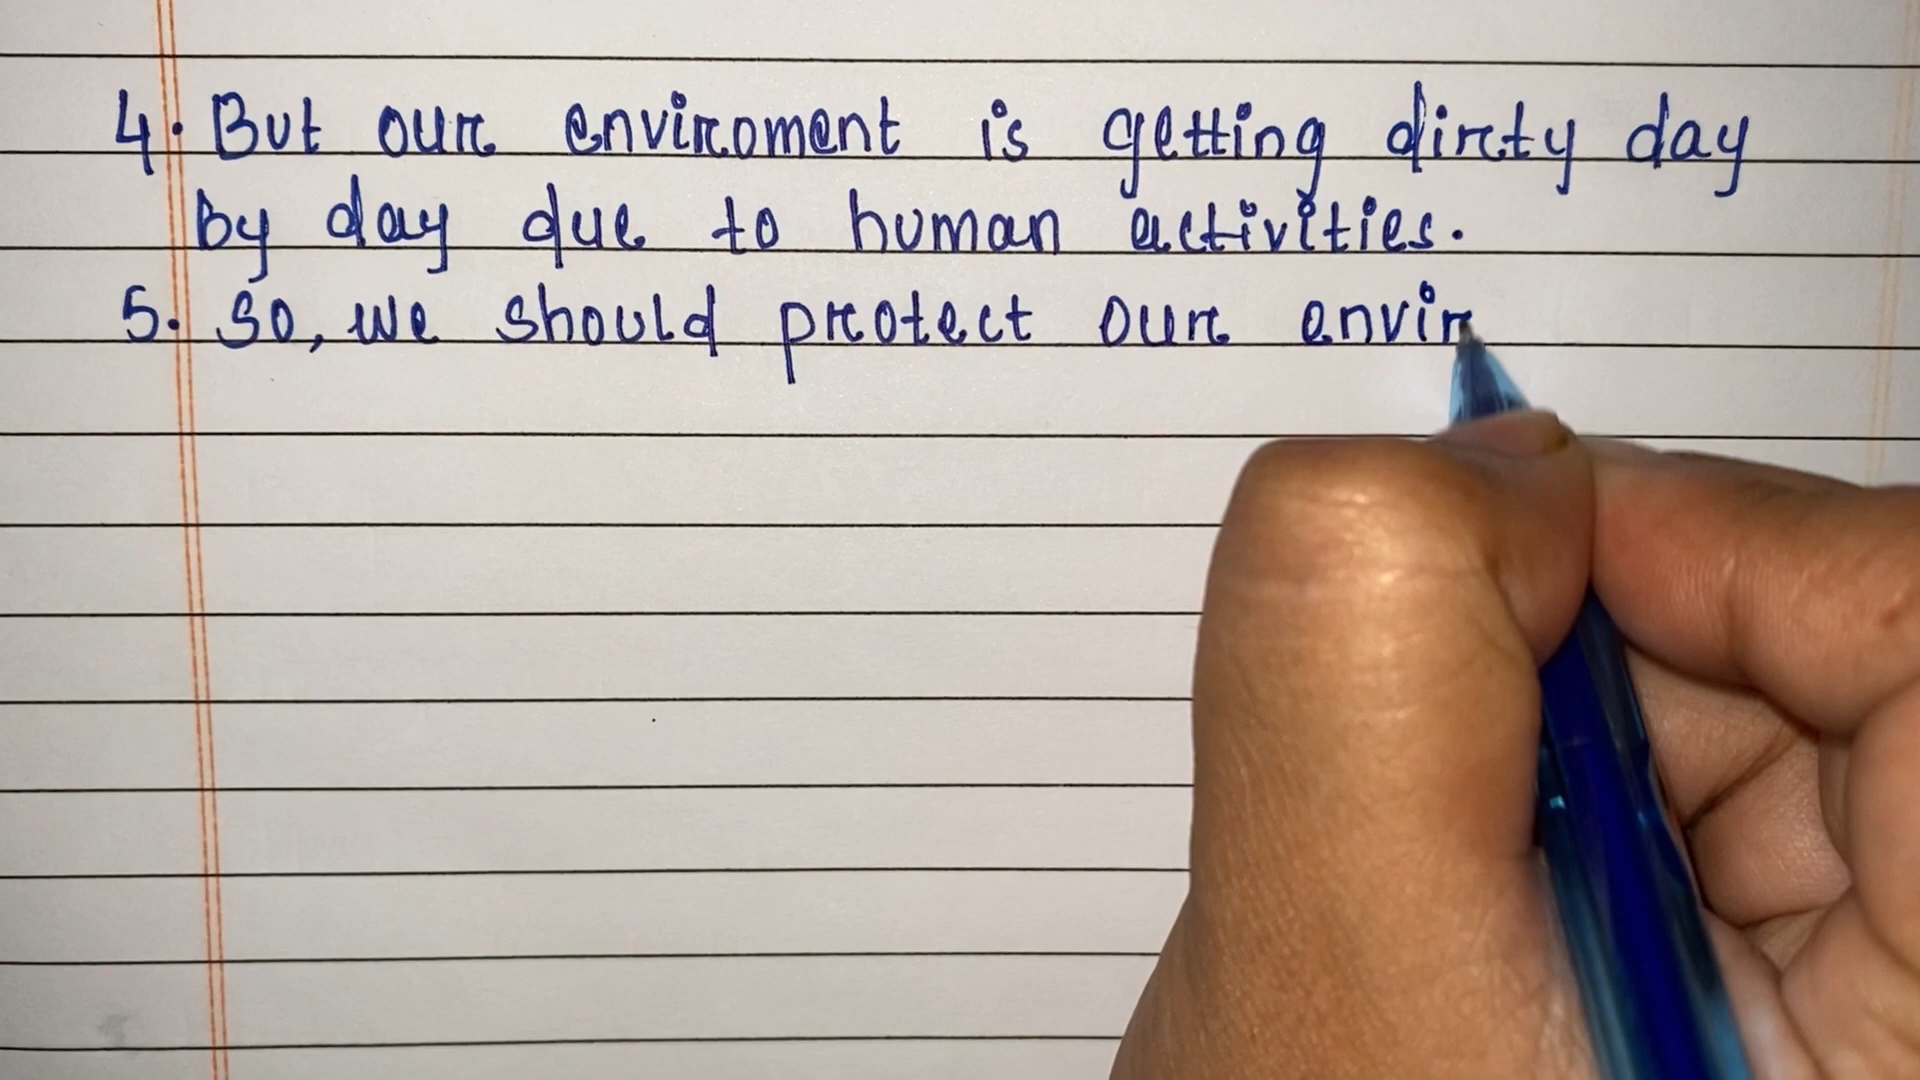 4. But our enviroment is getting dirty day
by day due to human activities.
5. So, we should protect our envir